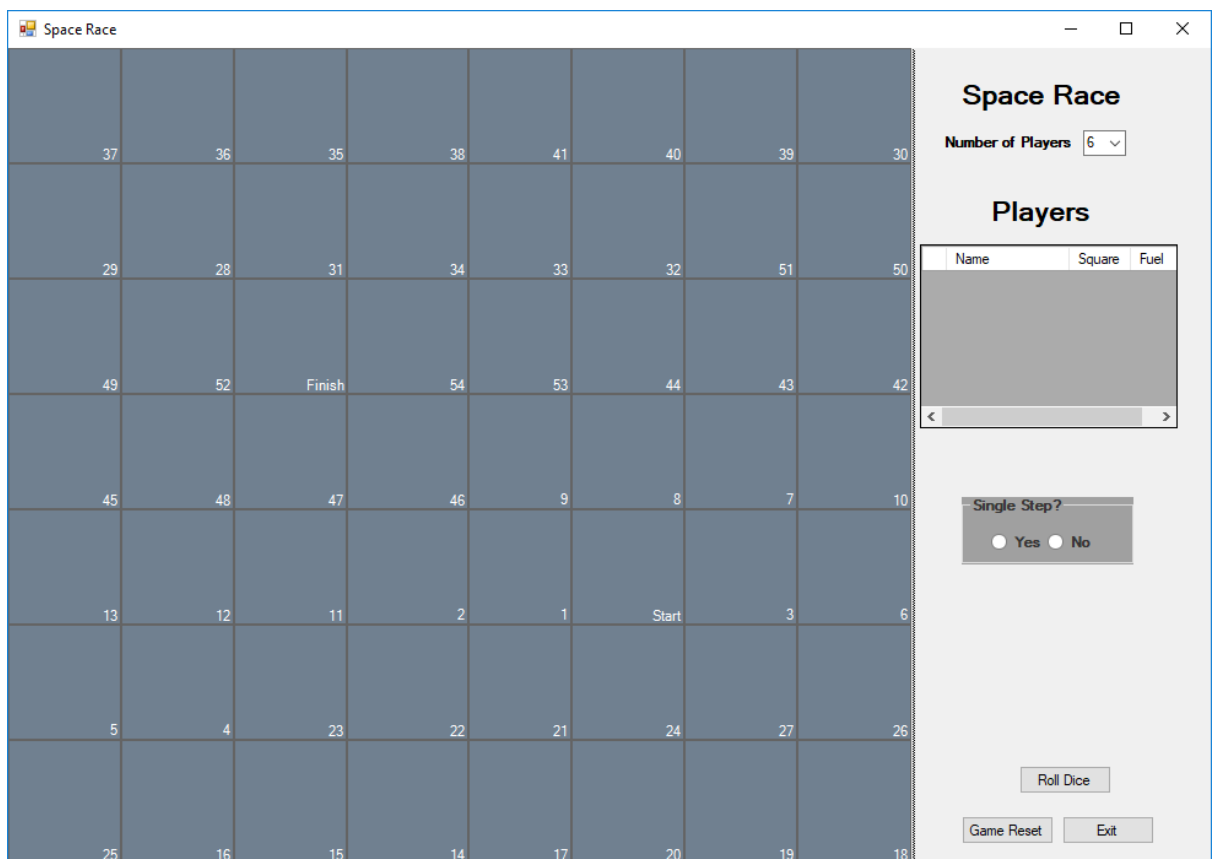 Space Race
37 36 35 38 41 40 39 30
29 28 31 34 33 32 51 50
49 52 Finish 54 53 44 43 42
45 48 47 46 9 8 7 10
13 12 11 2 1 Start 3 6
5 4 23 22 21 24 27 26
25 16 15 14 17 20 19 18
Space Race
Number of Players 6
Players
Name Square Fuel
Single Step?
Yes No
Roll Dice
Game Reset Exit